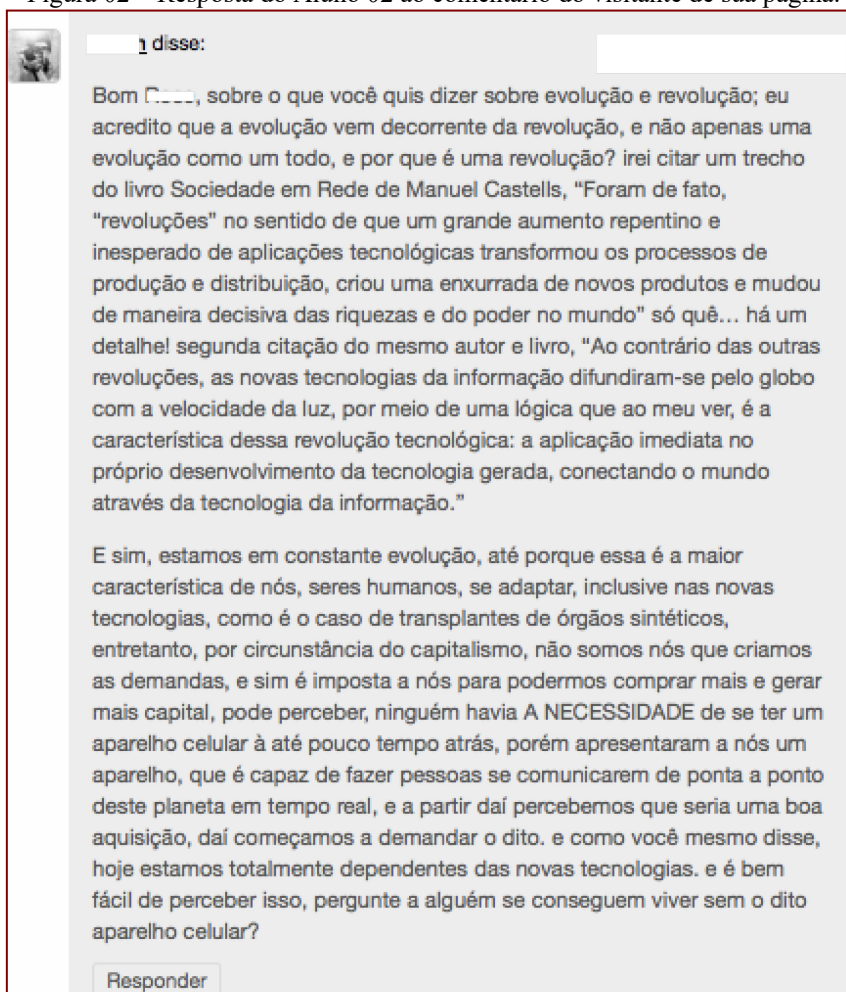 Figura 02 – Resposta do Aluno 02 ao comentário do visitante de sua página.
disse:
Bom , sobre o que você quis dizer sobre evolução e revolução; eu
acredito que a evolução vem decorrente da revolução, e não apenas uma
evolução como um todo, e por que é uma revolução? irei citar um trecho
do livro Sociedade em Rede de Manuel Castells, “Foram de fato,
"revoluções" no sentido de que um grande aumento repentino e
inesperado de aplicações tecnológicas transformou os processos de
produção e distribuição, criou uma enxurrada de novos produtos e mudou
de maneira decisiva das riquezas e do poder no mundo” só quê... há um
detalhe! segunda citação do mesmo autor e livro, “Ao contrário das outras
revoluções, as novas tecnologias da informação difundiram-se pelo globo
com a velocidade da luz, por meio de uma lógica que ao meu ver, é a
característica dessa revolução tecnológica: a aplicação imediata no
próprio desenvolvimento da tecnologia gerada, conectando o mundo
através da tecnologia da informação.”
E sim, estamos em constante evolução, até porque essa é a maior
característica de nós, seres humanos, se adaptar, inclusive nas novas
tecnologias, como é o caso de transplantes de órgãos sintéticos,
entretanto, por circunstância do capitalismo, não somos nós que criamos
as demandas, e sim é imposta a nós para podermos comprar mais e gerar
mais capital, pode perceber, ninguém havia A NECESSIDADE de se ter um
aparelho celular à até pouco tempo atrás, porém apresentaram a nós um
aparelho, que é capaz de fazer pessoas se comunicarem de ponta a ponto
deste planeta em tempo real, e a partir daí percebemos que seria uma boa
aquisição, daí começamos a demandar o dito. e como você mesmo disse,
hoje estamos totalmente dependentes das novas tecnologias. e é bem
fácil de perceber isso, pergunte a alguém se conseguem viver sem o dito
aparelho celular?
Responder